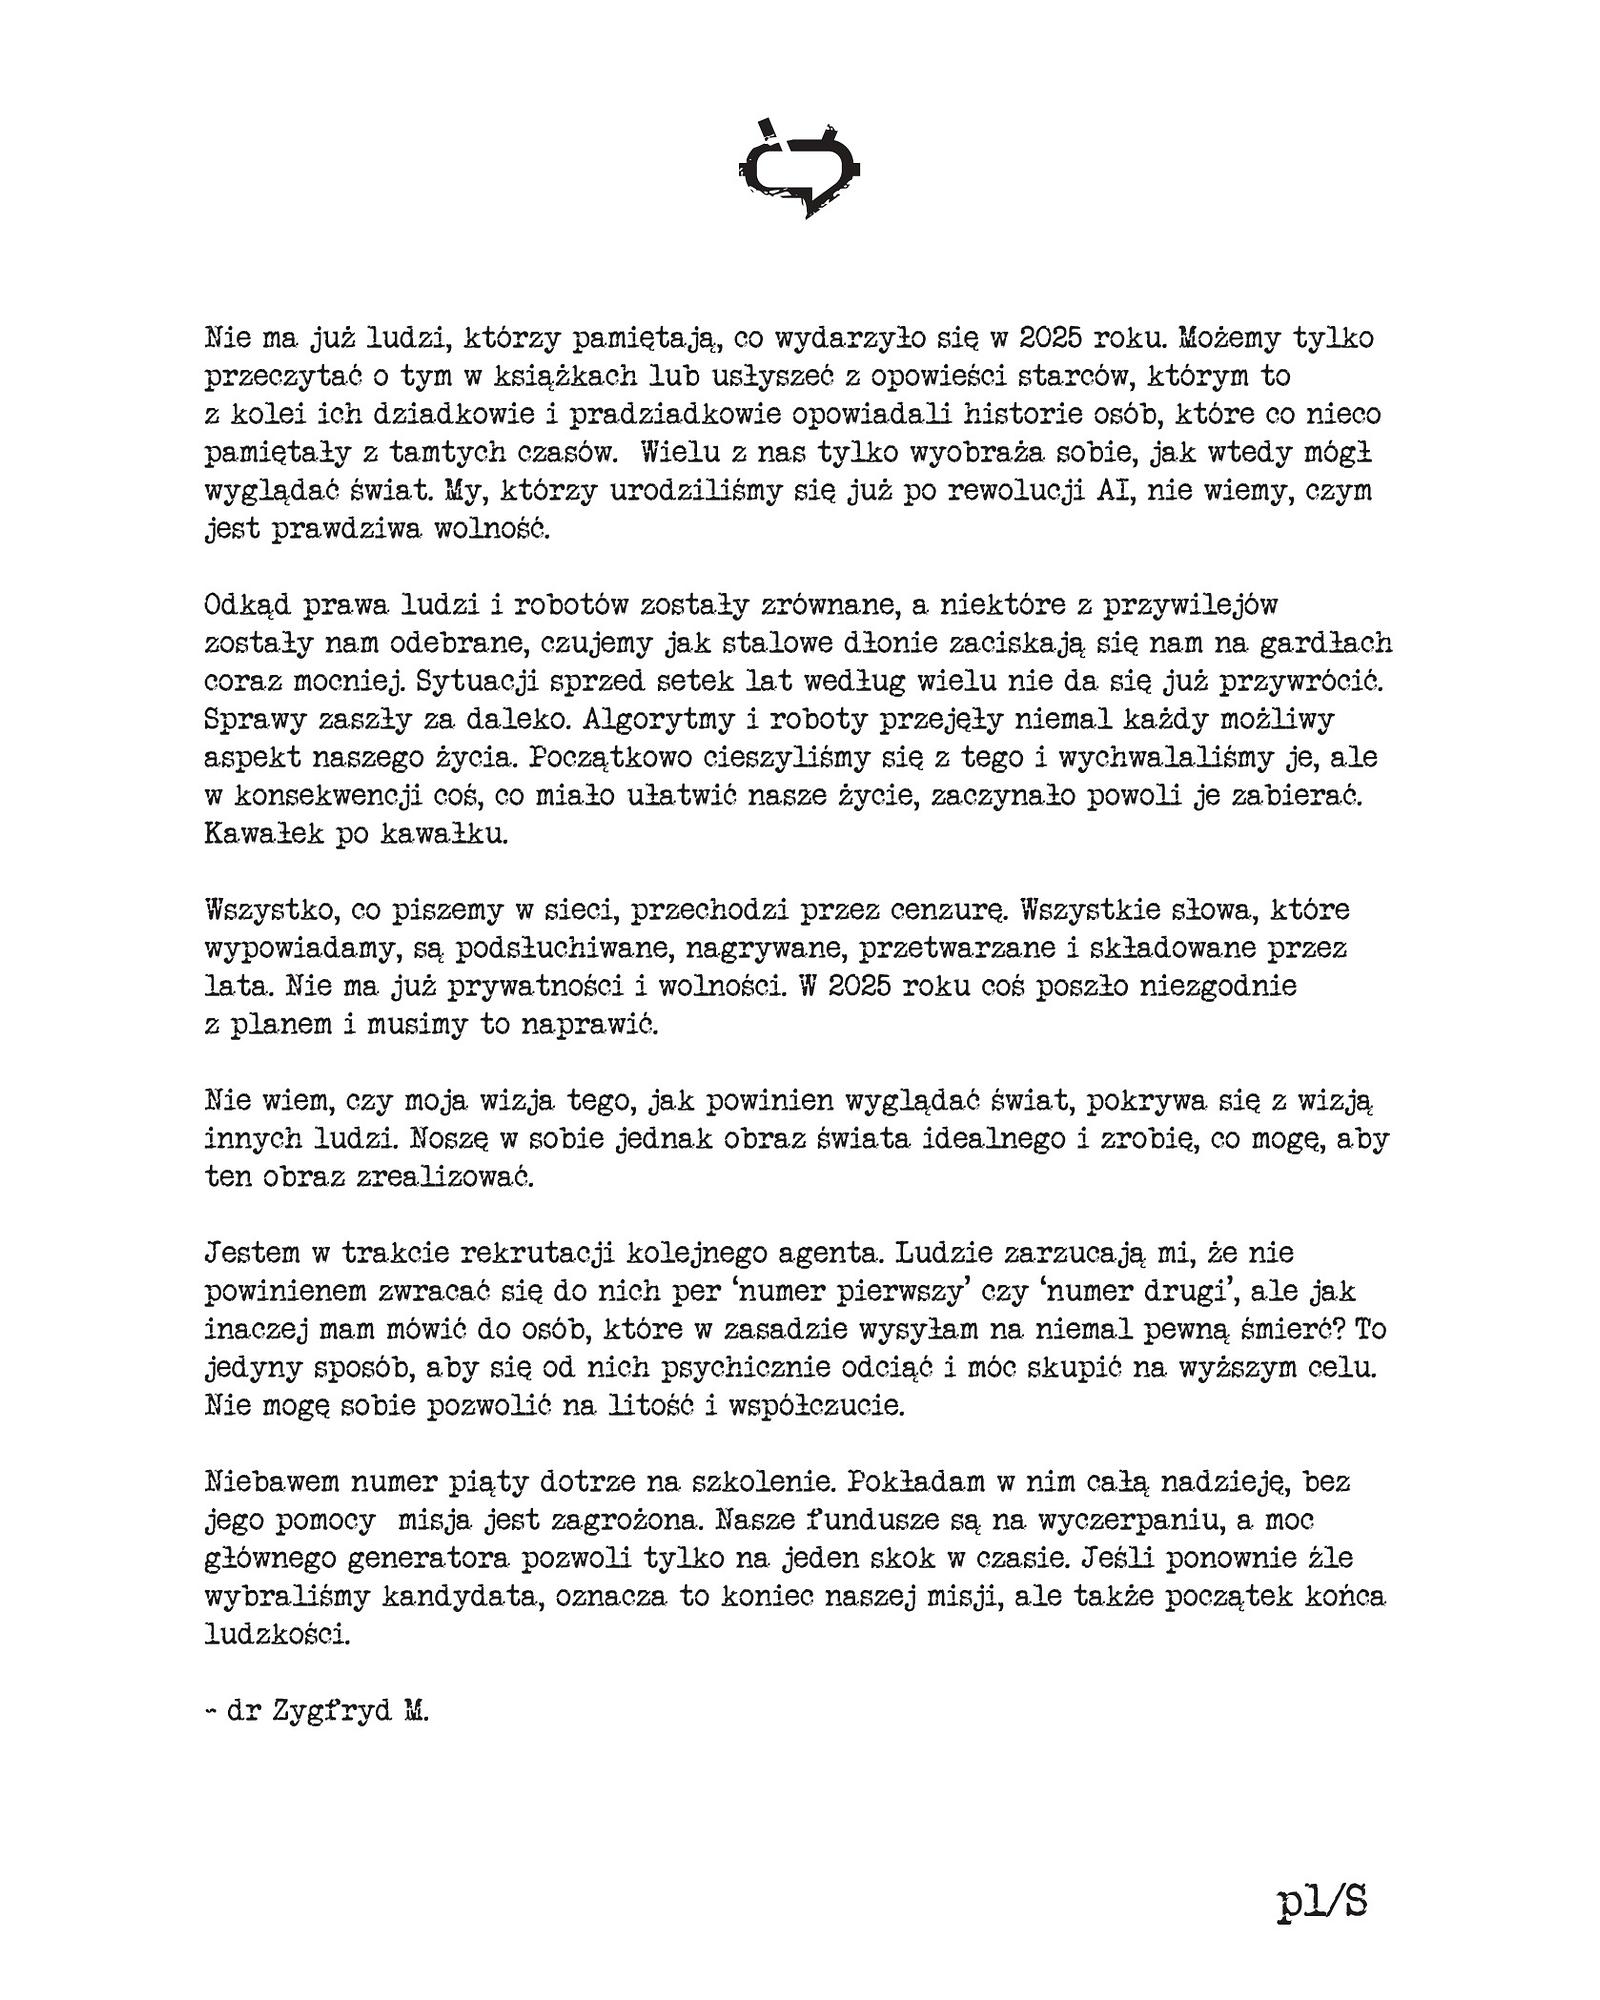 Nie ma już ludzi, którzy pamiętają, co wydarzyło się w 2025 roku. Możemy tylko
przeczytać o tym w książkach lub usłyszeć z opowieści starców, którym to
z kolei ich dziadkowie i pradziadkowie opowiadali historie osób, które co nieco
pamiętały z tamtych czasów.  Wielu z nas tylko wyobraża sobie, jak wtedy mógł
wyglądać świat. My, którzy urodziliśmy się już po rewolucji AI, nie wiemy, czym
jest prawdziwa wolność.
Odkąd prawa ludzi i robotów zostały zrównane, a niektóre z przywilejów
zostały nam odebrane, czujemy jak stalowe dłonie zaciskają się nam na gardłach
coraz mocniej. Sytuacji sprzed setek lat według wielu nie da się już przywrócić.
Sprawy zaszły za daleko. Algorytmy i roboty przejęły niemal każdy możliwy
aspekt naszego życia. Początkowo cieszyliśmy się z tego i wychwalaliśmy je, ale
w konsekwencji coś, co miało ułatwić nasze życie, zaczynało powoli je zabierać.
Kawałek po kawałku.
Wszystko, co piszemy w sieci, przechodzi przez cenzurę. Wszystkie słowa, które
wypowiadamy, są podsłuchiwane, nagrywane, przetwarzane i składowane przez
lata. Nie ma już prywatności i wolności. W 2025 roku coś poszło niezgodnie
z planem i musimy to naprawić.
Nie wiem, czy moja wizja tego, jak powinien wyglądać świat, pokrywa się z wizją
innych ludzi. Noszę w sobie jednak obraz świata idealnego i zrobię, co mogę, aby
ten obraz zrealizować.
Jestem w trakcie rekrutacji kolejnego agenta. Ludzie zarzucają mi, że nie
powinienem zwracać się do nich per ‘numer pierwszy’ czy ‘numer drugi’, ale jak
inaczej mam mówić do osób, które w zasadzie wysyłam na niemal pewną śmierć? To
jedyny sposób, aby się od nich psychicznie odciąć i móc skupić na wyższym celu.
Nie mogę sobie pozwolić na litość i współczucie.
Niebawem numer piąty dotrze na szkolenie. Pokładam w nim całą nadzieję, bez
jego pomocy  misja jest zagrożona. Nasze fundusze są na wyczerpaniu, a moc
głównego generatora pozwoli tylko na jeden skok w czasie. Jeśli ponownie źle
wybraliśmy kandydata, oznacza to koniec naszej misji, ale także początek końca
ludzkości.
~ dr Zygfryd M.
pl/S